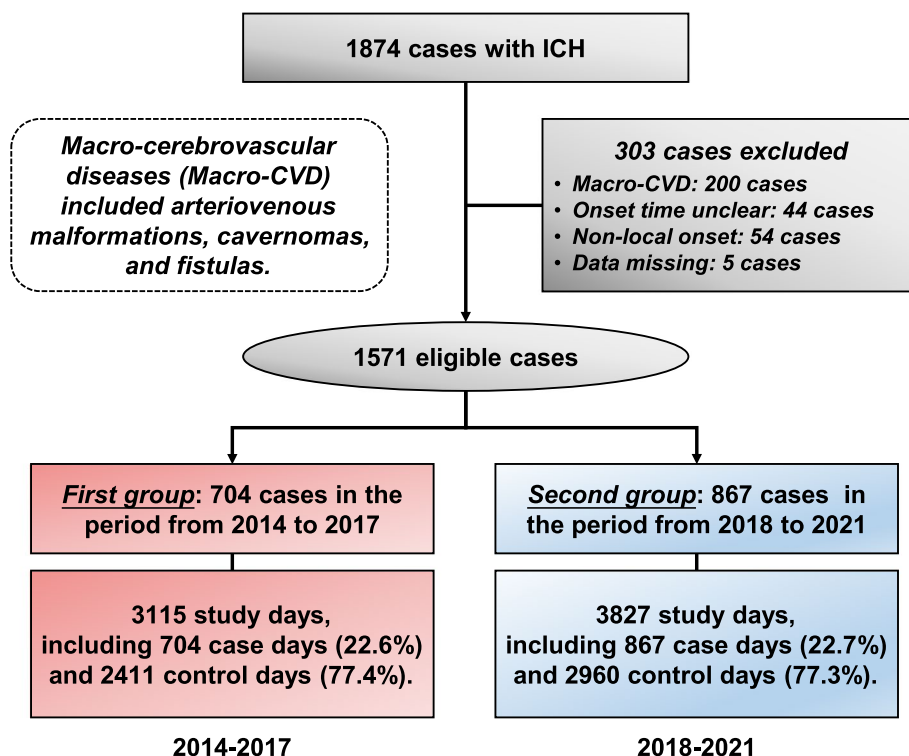 1874 cases with ICH
Macro-cerebrovascular
diseases (Macro-CVD)
included arteriovenous
malformations, cavernomas,
and fistulas.
303 cases excluded
• Macro-CVD: 200 cases
• Onset time unclear: 44 cases
• Non-local onset: 54 cases
• Data missing: 5 cases
1571 eligible cases
First group: 704 cases in the
period from 2014 to 2017
Second group: 867 cases in
the period from 2018 to 2021
3115 study days,
including 704 case days (22.6%)
and 2411 control days (77.4%).
3827 study days,
including 867 case days (22.7%)
and 2960 control days (77.3%).
2014-2017
2018-2021